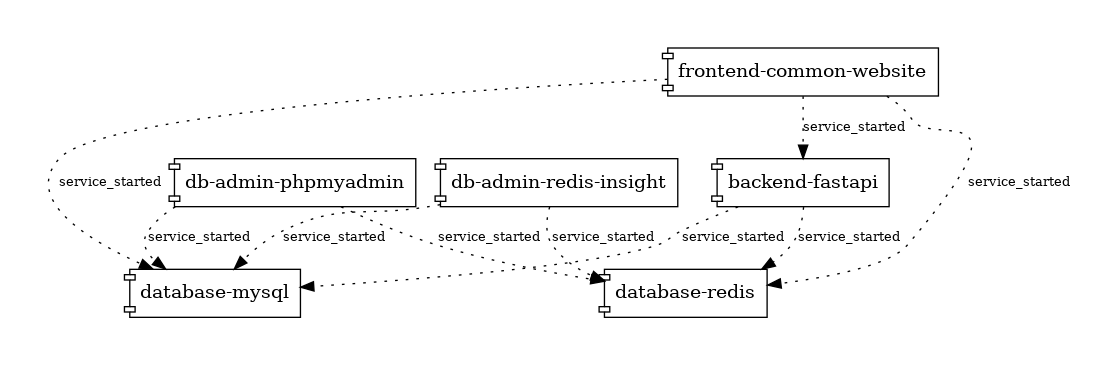 frontend-common-website
service_started
service_started
db-admin-phpmyadmin
db-admin-redis-insight
backend-fastapi
service_started
service_started
service_started
service_started
service_started
service_started
service_started
database-mysql
database-redis